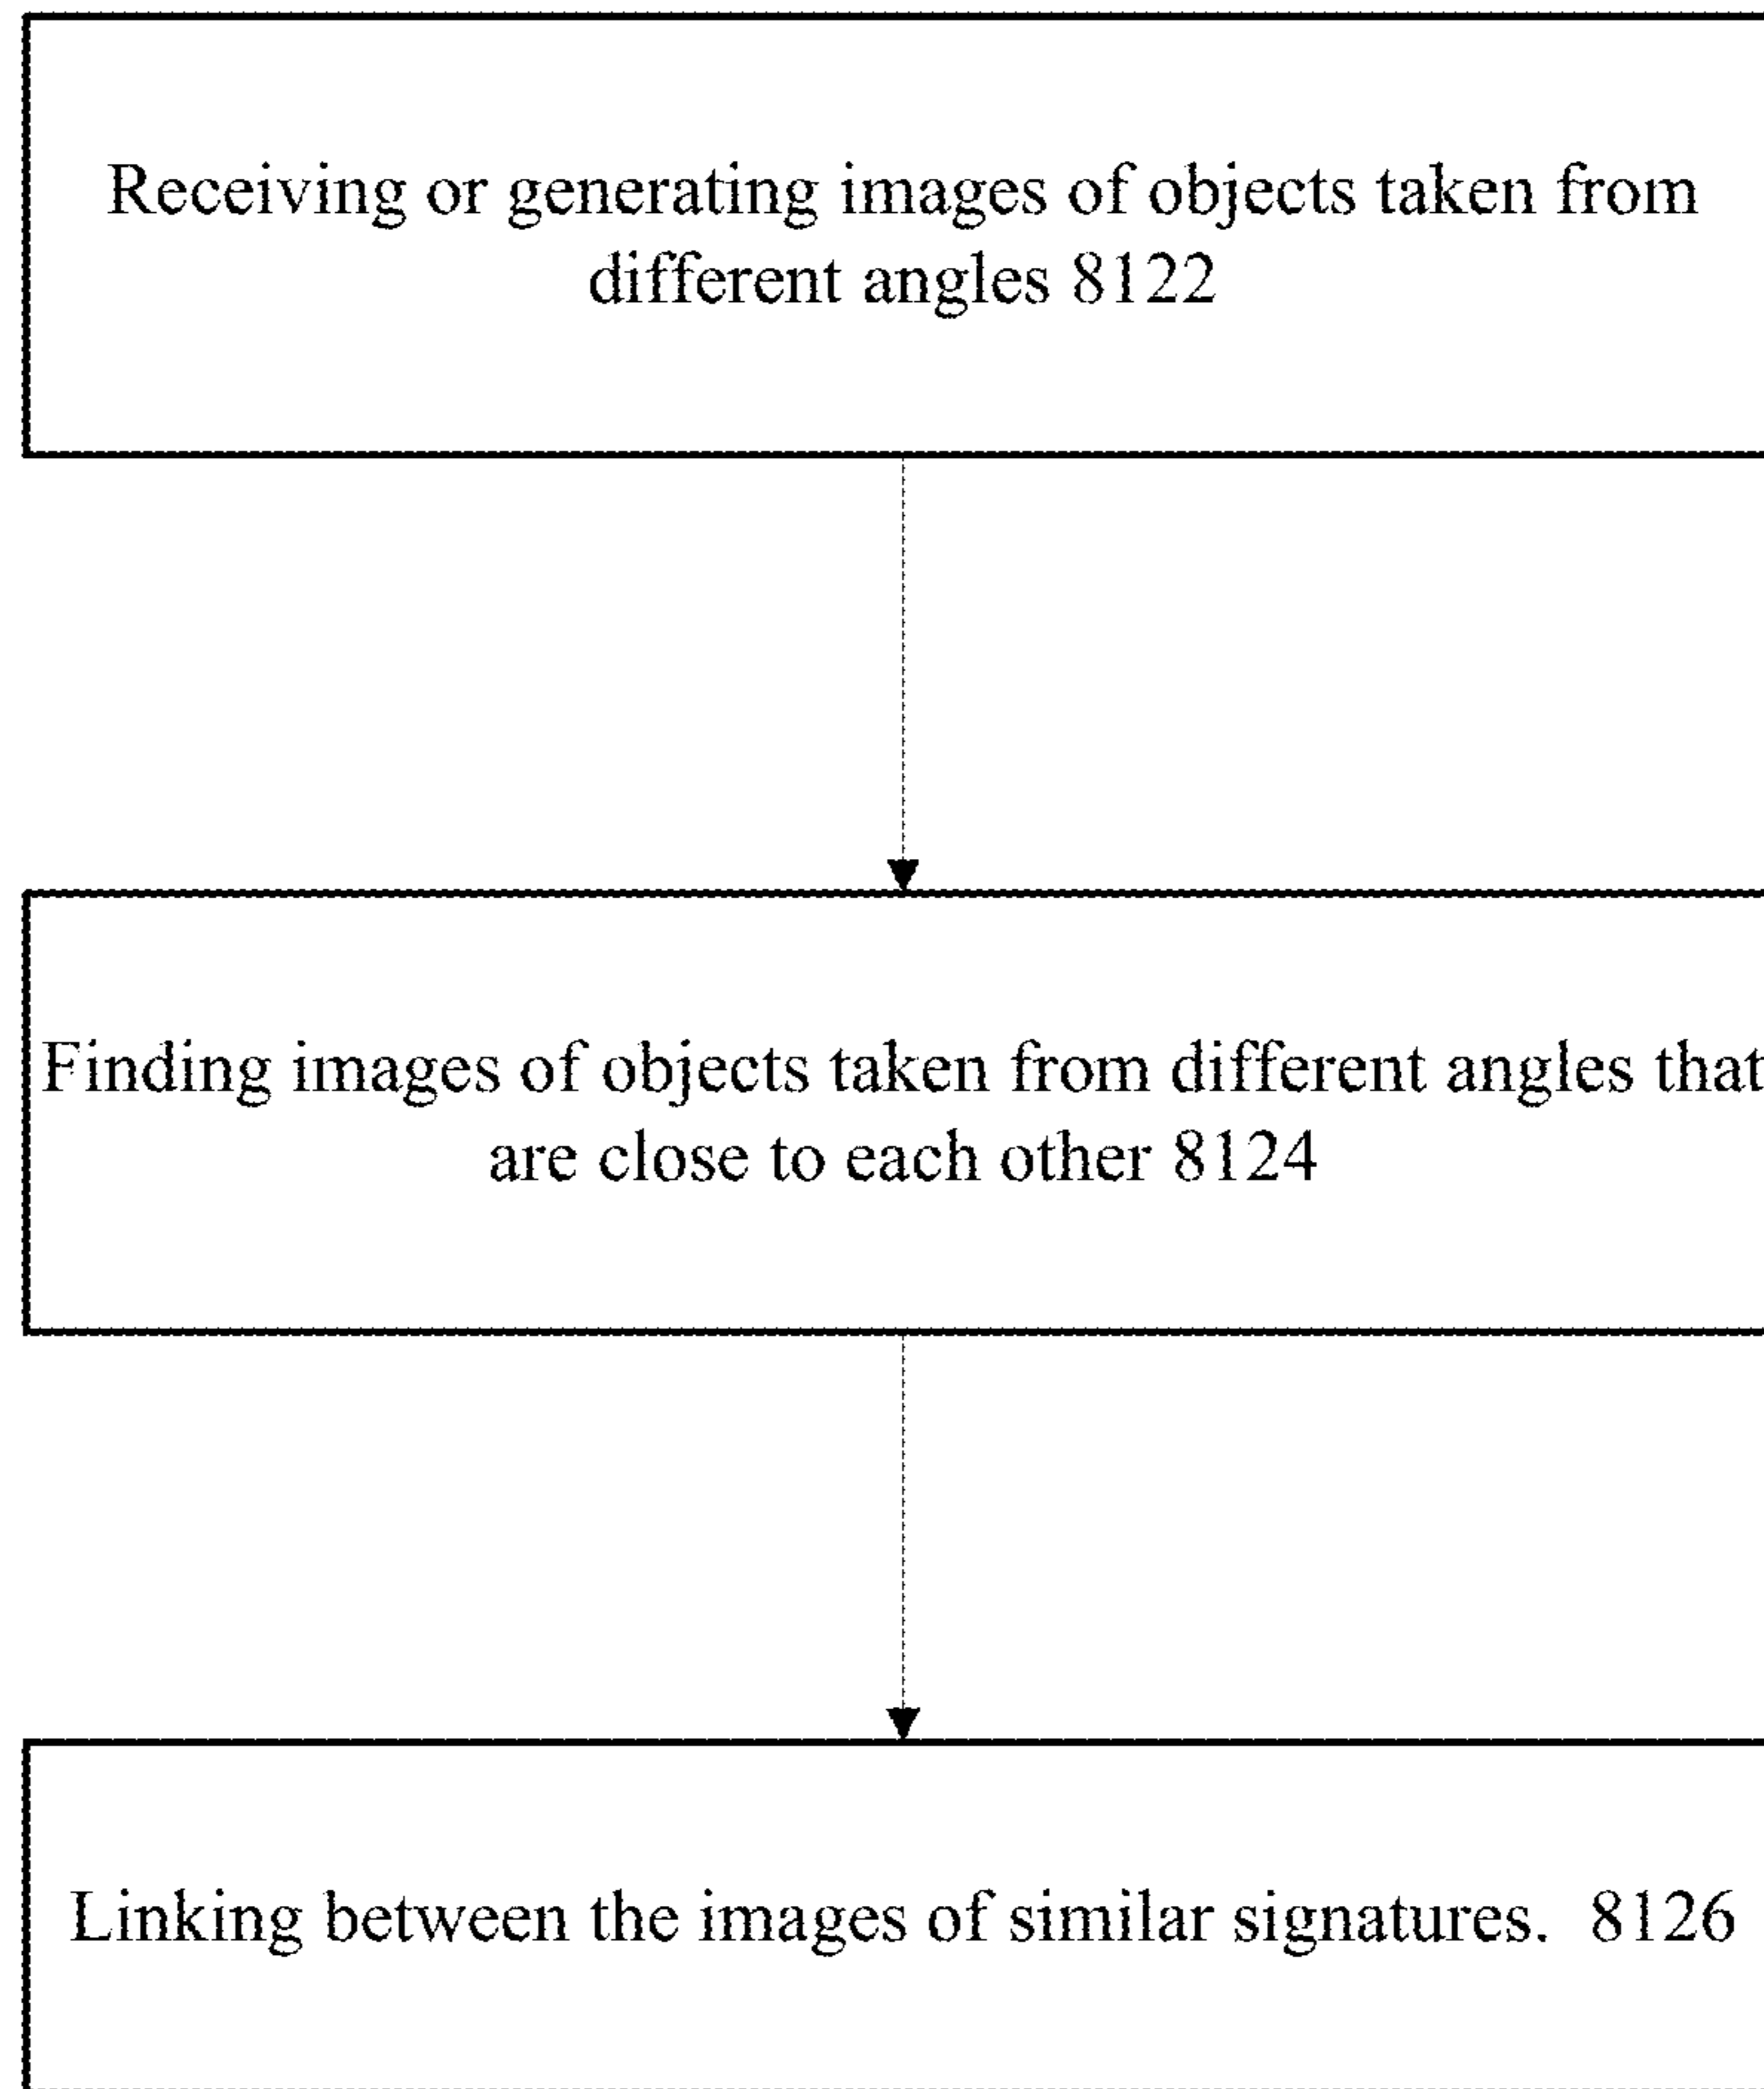 Receiving or generating images of objects taken from
different angles 8122
Finding images of objects taken from different angles that
are close to each other 8124
Linking between the images of similar signatures. 8126